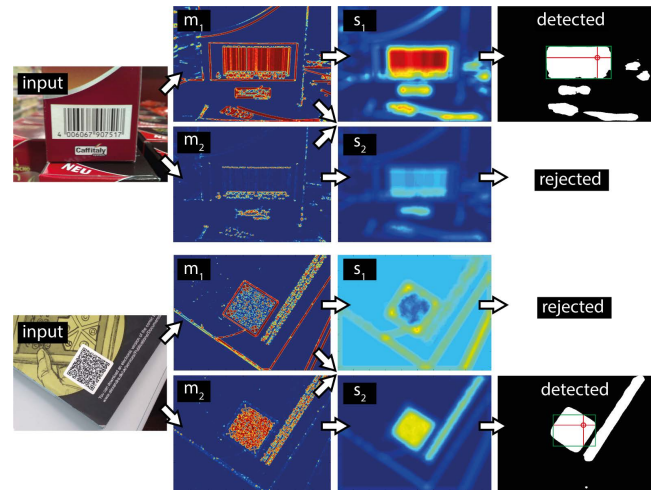 m1
s1
detected
input
4 006067 907517
Caffitaly
NEU
m2
s2
rejected
m1
s1
rejected
input
m2
s2
detected